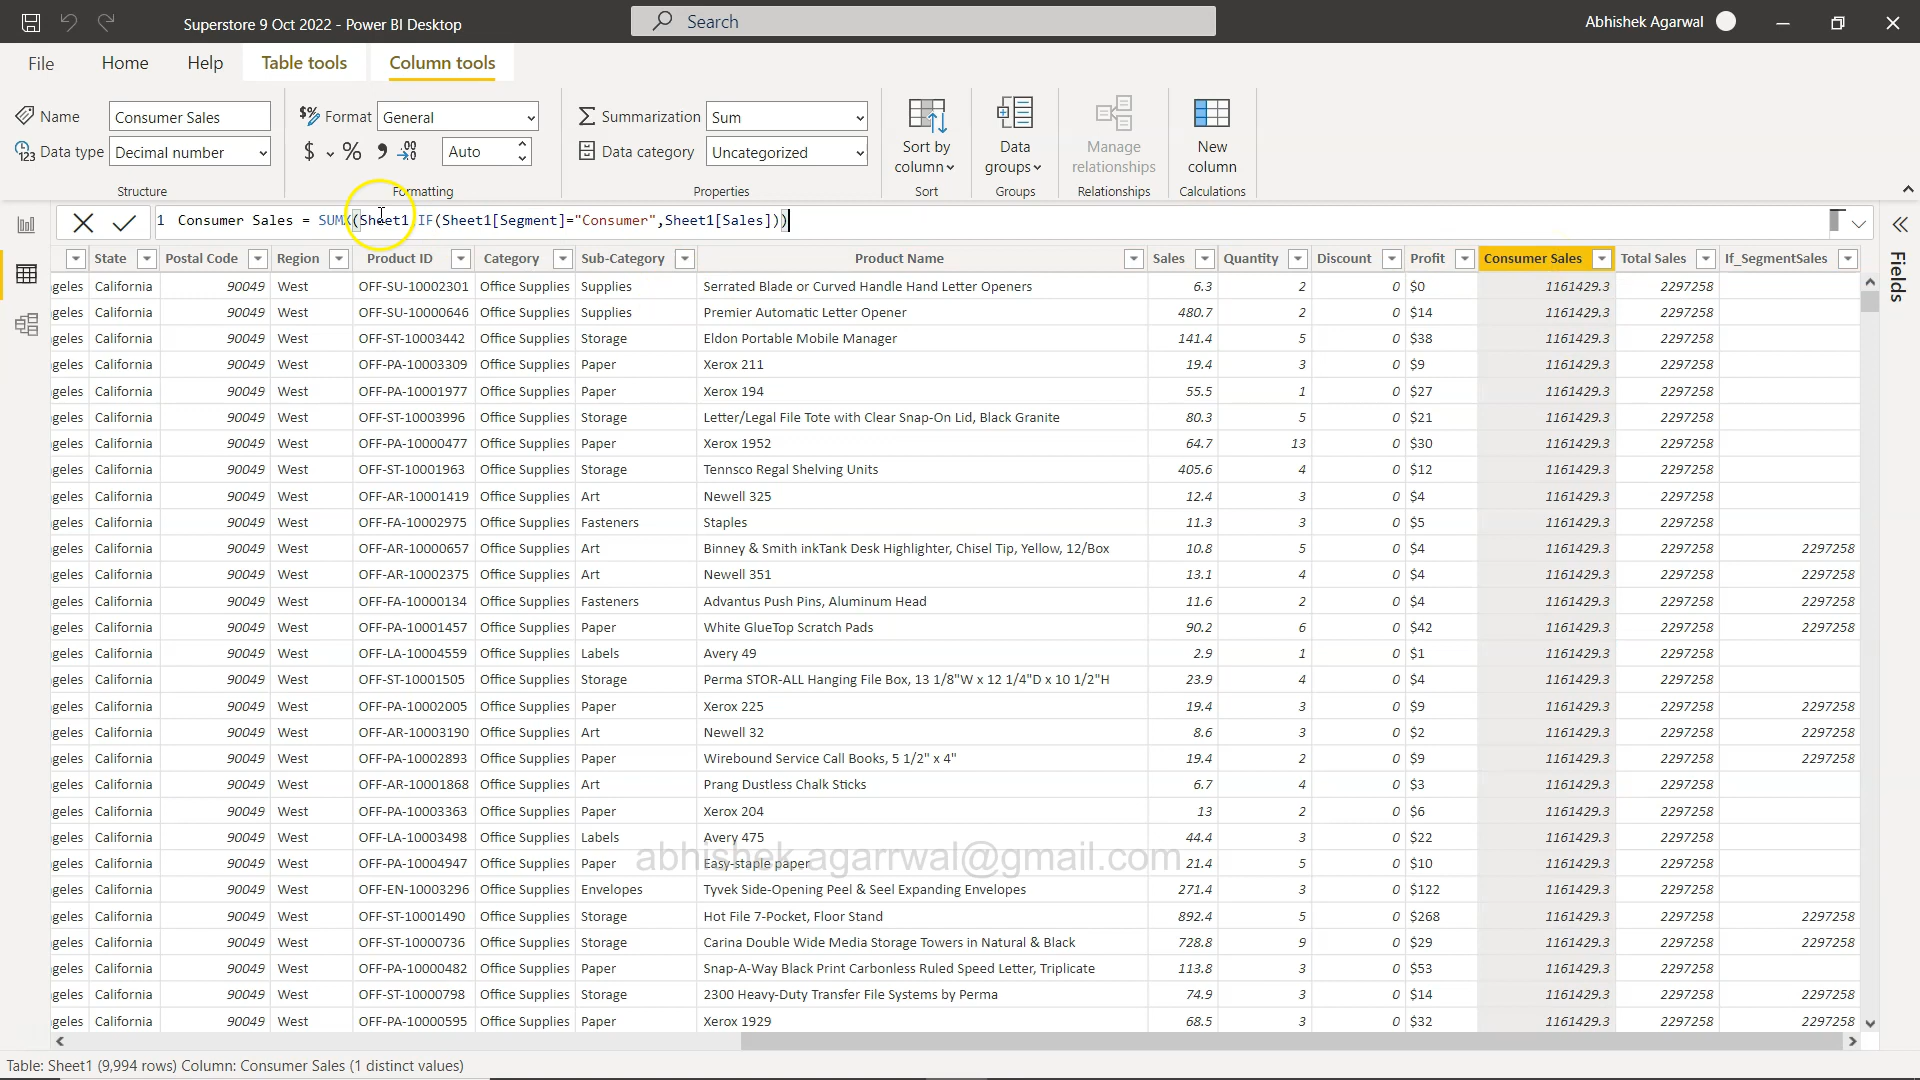 Superstore 9 Oct 2022 - Power BI Desktop
Search
Abhishek Agarwal
File Home Help Table tools Column tools
Name Consumer Sales Format General Summarization Sum
Data type Decimal number $ % Auto Data category Uncategorized
Sort by column Data groups Manage relationships New column
Structure Formatting Properties Sort Groups Relationships Calculations
1 Consumer Sales = SUMX(Sheet1 IF(Sheet1[Segment]="Consumer",Sheet1[Sales]))
State Postal Code Region Product ID Category Sub-Category Product Name Sales Quantity Discount Profit Consumer Sales Total Sales If_SegmentSales
Fields
geles California 90049 West OFF-SU-10002301 Office Supplies Supplies Serrated Blade or Curved Handle Hand Letter Openers 6.3 2 0 $0 1161429.3 2297258
geles California 90049 West OFF-SU-10000646 Office Supplies Supplies Premier Automatic Letter Opener 480.7 2 0 $14 1161429.3 2297258
geles California 90049 West OFF-ST-10003442 Office Supplies Storage Eldon Portable Mobile Manager 141.4 5 0 $38 1161429.3 2297258
geles California 90049 West OFF-PA-10003309 Office Supplies Paper Xerox 211 19.4 3 0 $9 1161429.3 2297258
geles California 90049 West OFF-PA-10001977 Office Supplies Paper Xerox 194 55.5 1 0 $27 1161429.3 2297258
geles California 90049 West OFF-ST-10003996 Office Supplies Storage Letter/Legal File Tote with Clear Snap-On Lid, Black Granite 80.3 5 0 $21 1161429.3 2297258
geles California 90049 West OFF-PA-10000477 Office Supplies Paper Xerox 1952 64.7 13 0 $30 1161429.3 2297258
geles California 90049 West OFF-ST-10001963 Office Supplies Storage Tennsco Regal Shelving Units 405.6 4 0 $12 1161429.3 2297258
geles California 90049 West OFF-AR-10001419 Office Supplies Art Newell 325 12.4 3 0 $4 1161429.3 2297258
geles California 90049 West OFF-FA-10002975 Office Supplies Fasteners Staples 11.3 3 0 $5 1161429.3 2297258
geles California 90049 West OFF-AR-10000657 Office Supplies Art Binney & Smith inkTank Desk Highlighter, Chisel Tip, Yellow, 12/Box 10.8 5 0 $4 1161429.3 2297258 2297258
geles California 90049 West OFF-AR-10002375 Office Supplies Art Newell 351 13.1 4 0 $4 1161429.3 2297258 2297258
geles California 90049 West OFF-FA-10000134 Office Supplies Fasteners Advantus Push Pins, Aluminum Head 11.6 2 0 $4 1161429.3 2297258 2297258
geles California 90049 West OFF-PA-10001457 Office Supplies Paper White GlueTop Scratch Pads 90.2 6 0 $42 1161429.3 2297258 2297258
geles California 90049 West OFF-LA-10004559 Office Supplies Labels Avery 49 2.9 1 0 $1 1161429.3 2297258
geles California 90049 West OFF-ST-10001505 Office Supplies Storage Perma STOR-ALL Hanging File Box, 13 1/8"W x 12 1/4"D x 10 1/2"H 23.9 4 0 $4 1161429.3 2297258
geles California 90049 West OFF-PA-10002005 Office Supplies Paper Xerox 225 19.4 3 0 $9 1161429.3 2297258 2297258
geles California 90049 West OFF-AR-10003190 Office Supplies Art Newell 32 8.6 3 0 $2 1161429.3 2297258 2297258
geles California 90049 West OFF-PA-10002893 Office Supplies Paper Wirebound Service Call Books, 5 1/2" x 4" 19.4 2 0 $9 1161429.3 2297258 2297258
geles California 90049 West OFF-AR-10001868 Office Supplies Art Prang Dustless Chalk Sticks 6.7 4 0 $3 1161429.3 2297258
geles California 90049 West OFF-PA-10003363 Office Supplies Paper Xerox 204 13 2 0 $6 1161429.3 2297258
geles California 90049 West OFF-LA-10003498 Office Supplies Labels Avery 475 44.4 3 0 $22 1161429.3 2297258
geles California 90049 West OFF-PA-10004947 Office Supplies Paper Easy-staple paper 21.4 5 0 $10 1161429.3 2297258
abhishek.agarrwal@gmail.com
geles California 90049 West OFF-EN-10003296 Office Supplies Envelopes Tyvek Side-Opening Peel & Seel Expanding Envelopes 271.4 3 0 $122 1161429.3 2297258
geles California 90049 West OFF-ST-10001490 Office Supplies Storage Hot File 7-Pocket, Floor Stand 892.4 5 0 $268 1161429.3 2297258 2297258
geles California 90049 West OFF-ST-10000736 Office Supplies Storage Carina Double Wide Media Storage Towers in Natural & Black 728.8 9 0 $29 1161429.3 2297258 2297258
geles California 90049 West OFF-PA-10000482 Office Supplies Paper Snap-A-Way Black Print Carbonless Ruled Speed Letter, Triplicate 113.8 3 0 $53 1161429.3 2297258
geles California 90049 West OFF-ST-10000798 Office Supplies Storage 2300 Heavy-Duty Transfer File Systems by Perma 74.9 3 0 $14 1161429.3 2297258 2297258
geles California 90049 West OFF-PA-10000595 Office Supplies Paper Xerox 1929 68.5 3 0 $32 1161429.3 2297258 2297258
Table: Sheet1 (9,994 rows) Column: Consumer Sales (1 distinct values)